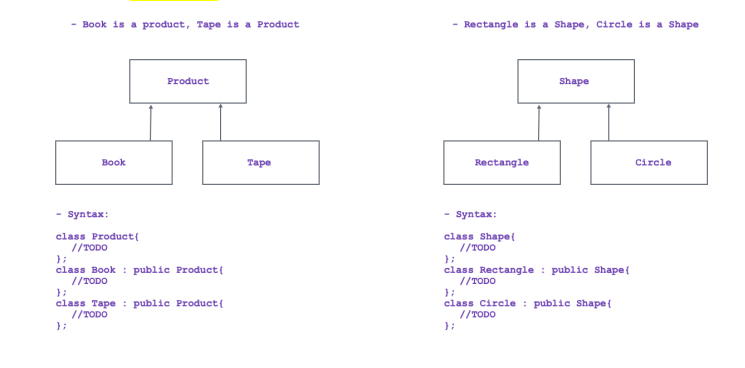 - Book is a product, Tape is a Product
Product
Book
Tape
- Syntax:
class Product{
//TODO
};
class Book : public Product{
//TODO
};
class Tape : public Product{
//TODO
};
- Rectangle is a Shape, Circle is a Shape
Shape
Rectangle
Circle
- Syntax:
class Shape{
//TODO
};
class Rectangle : public Shape{
//TODO
};
class Circle : public Shape{
//TODO
};